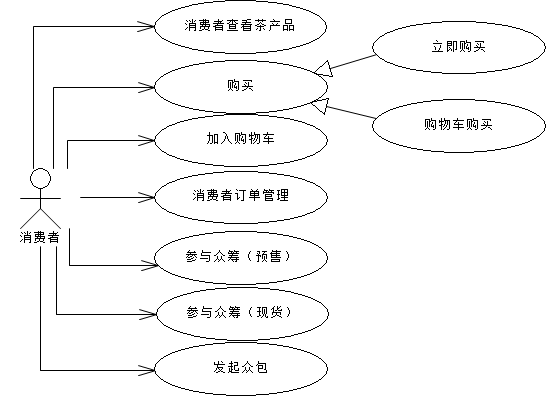 消费者查看茶产品
立即购买
购买
购物车购买
加入购物车
消费者订单管理
消费者
参与众筹（预售）
参与众筹（现货）
发起众包